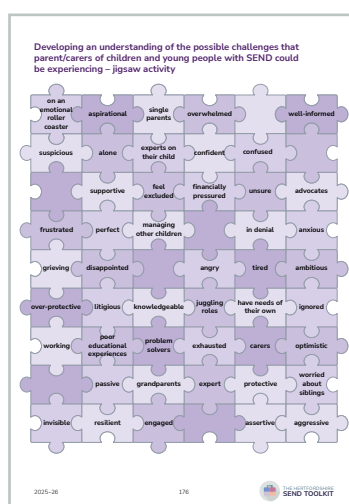 Developing an understanding of the possible challenges that
parent/carers of children and young people with SEND could
be experiencing – jigsaw activity
on an
emotional
roller
coaster
aspirational
single
parents
overwhelmed
well-informed
suspicious
alone
experts on
their child
confident
confused
supportive
feel
excluded
financially
pressured
unsure
advocates
frustrated
perfect
managing
other children
in denial
anxious
grieving
disappointed
angry
tired
ambitious
over-protective
litigious
knowledgeable
juggling
roles
have needs of
their own
ignored
working
poor
educational
experiences
problem
solvers
exhausted
carers
optimistic
passive
grandparents
expert
protective
worried
about
siblings
invisible
resilient
engaged
assertive
aggressive
2025–26
176
THE HERTFORDSHIRE
SEND TOOLKIT